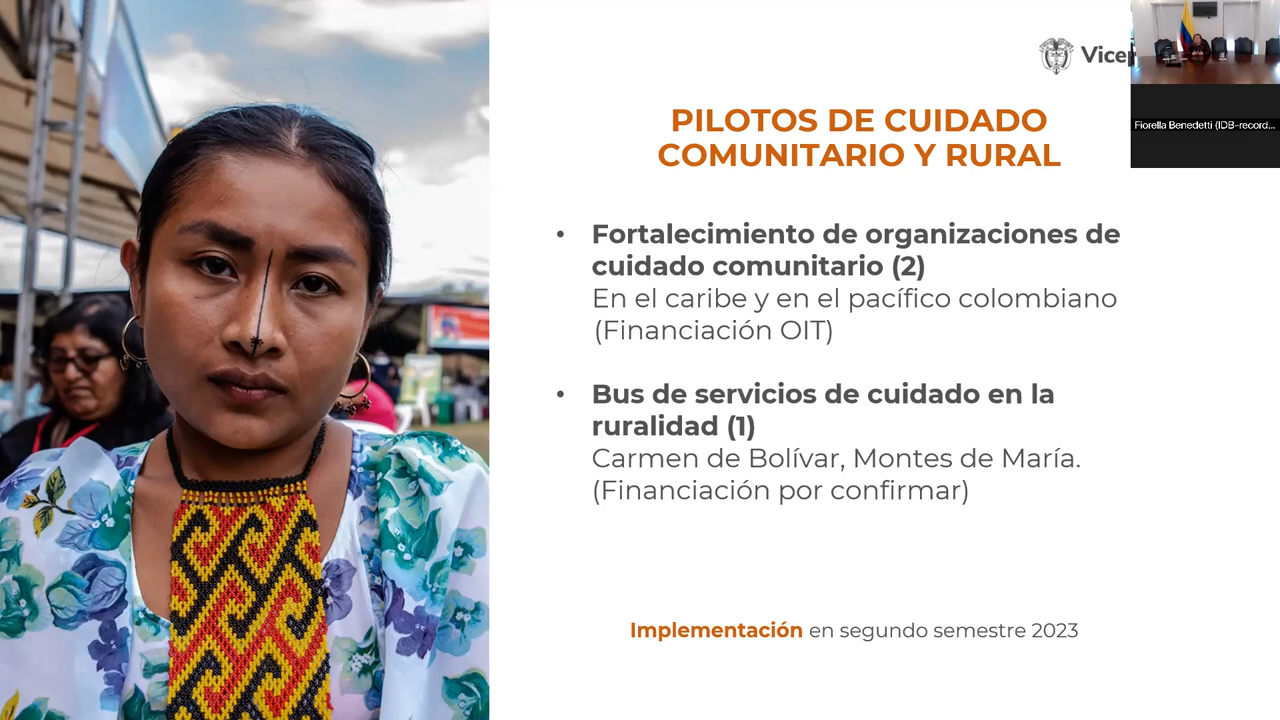 PILOTOS DE CUIDADO
COMUNITARIO Y RURAL
• Fortalecimiento de organizaciones de
cuidado comunitario (2)
En el caribe y en el pacífico colombiano
(Financiación OIT)
• Bus de servicios de cuidado en la
ruralidad (1)
Carmen de Bolívar, Montes de María.
(Financiación por confirmar)
Implementación en segundo semestre 2023
Fiorella Benedetti (IDB-record...